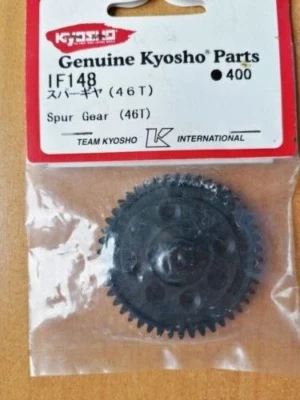 KYOSHO
Genuine Kyosho® Parts
IF148 ●400
スパーギヤ(46T)
Spur Gear (46T)
TEAM KYOSHO K INTERNATIONAL